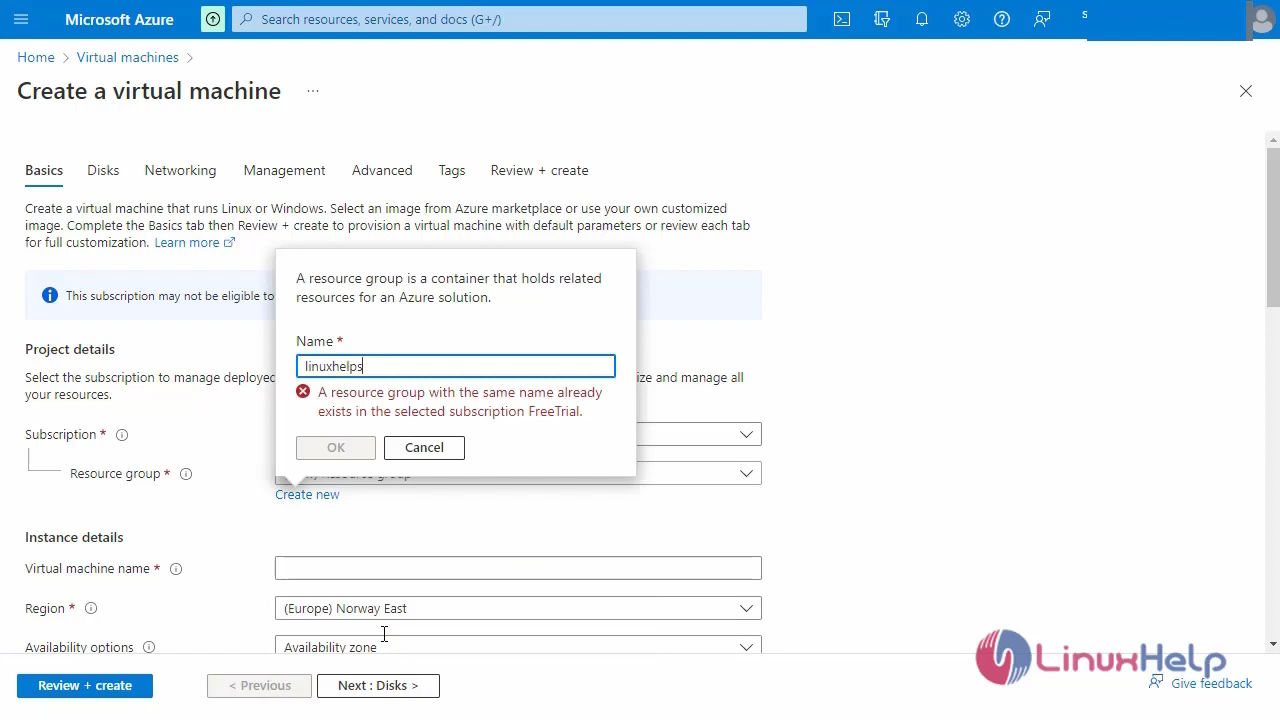 Microsoft Azure
Search resources, services, and docs (G+/)
S
Home > Virtual machines >
Create a virtual machine ...
Basics Disks Networking Management Advanced Tags Review + create
Create a virtual machine that runs Linux or Windows. Select an image from Azure marketplace or use your own customized
image. Complete the Basics tab then Review + create to provision a virtual machine with default parameters or review each tab
for full customization. Learn more
This subscription may not be eligible to
A resource group is a container that holds related
resources for an Azure solution.
Name *
linuxhelps
A resource group with the same name already
exists in the selected subscription FreeTrial.
OK Cancel
Project details
Select the subscription to manage deployed
ize and manage all
your resources.
Subscription *
Resource group *
Create new
Instance details
Virtual machine name *
Region * (Europe) Norway East
Availability options Availability zone
Review + create < Previous Next : Disks >
LinuxHelp
Give feedback